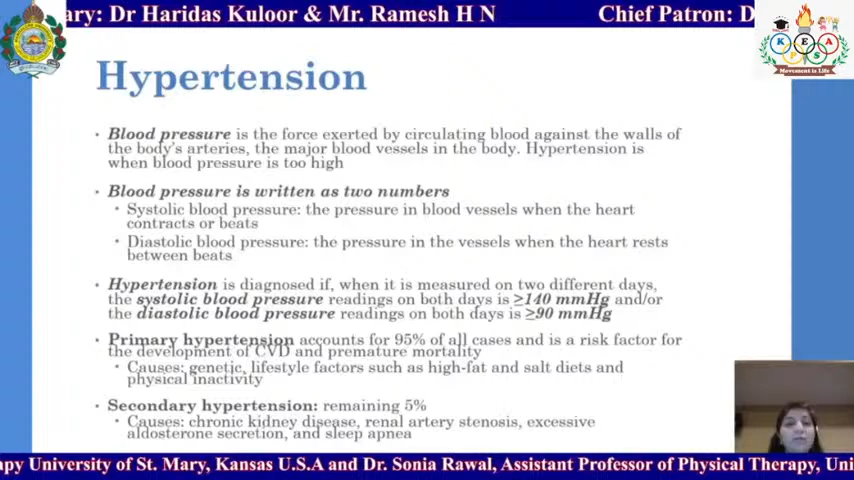 ary: Dr Haridas Kuloor & Mr. Ramesh H N Chief Patron: D
K E A
P S
Movement is Life
Hypertension
• Blood pressure is the force exerted by circulating blood against the walls of
the body's arteries, the major blood vessels in the body. Hypertension is
when blood pressure is too high
• Blood pressure is written as two numbers
• Systolic blood pressure: the pressure in blood vessels when the heart
contracts or beats
• Diastolic blood pressure: the pressure in the vessels when the heart rests
between beats
• Hypertension is diagnosed if, when it is measured on two different days,
the systolic blood pressure readings on both days is ≥140 mmHg and/or
the diastolic blood pressure readings on both days is ≥90 mmHg
• Primary hypertension accounts for 95% of all cases and is a risk factor for
the development of CVD and premature mortality
• Causes: genetic, lifestyle factors such as high-fat and salt diets and
physical inactivity
• Secondary hypertension: remaining 5%
• Causes: chronic kidney disease, renal artery stenosis, excessive
aldosterone secretion, and sleep apnea
apy University of St. Mary, Kansas U.S.A and Dr. Sonia Rawal, Assistant Professor of Physical Therapy, Uni